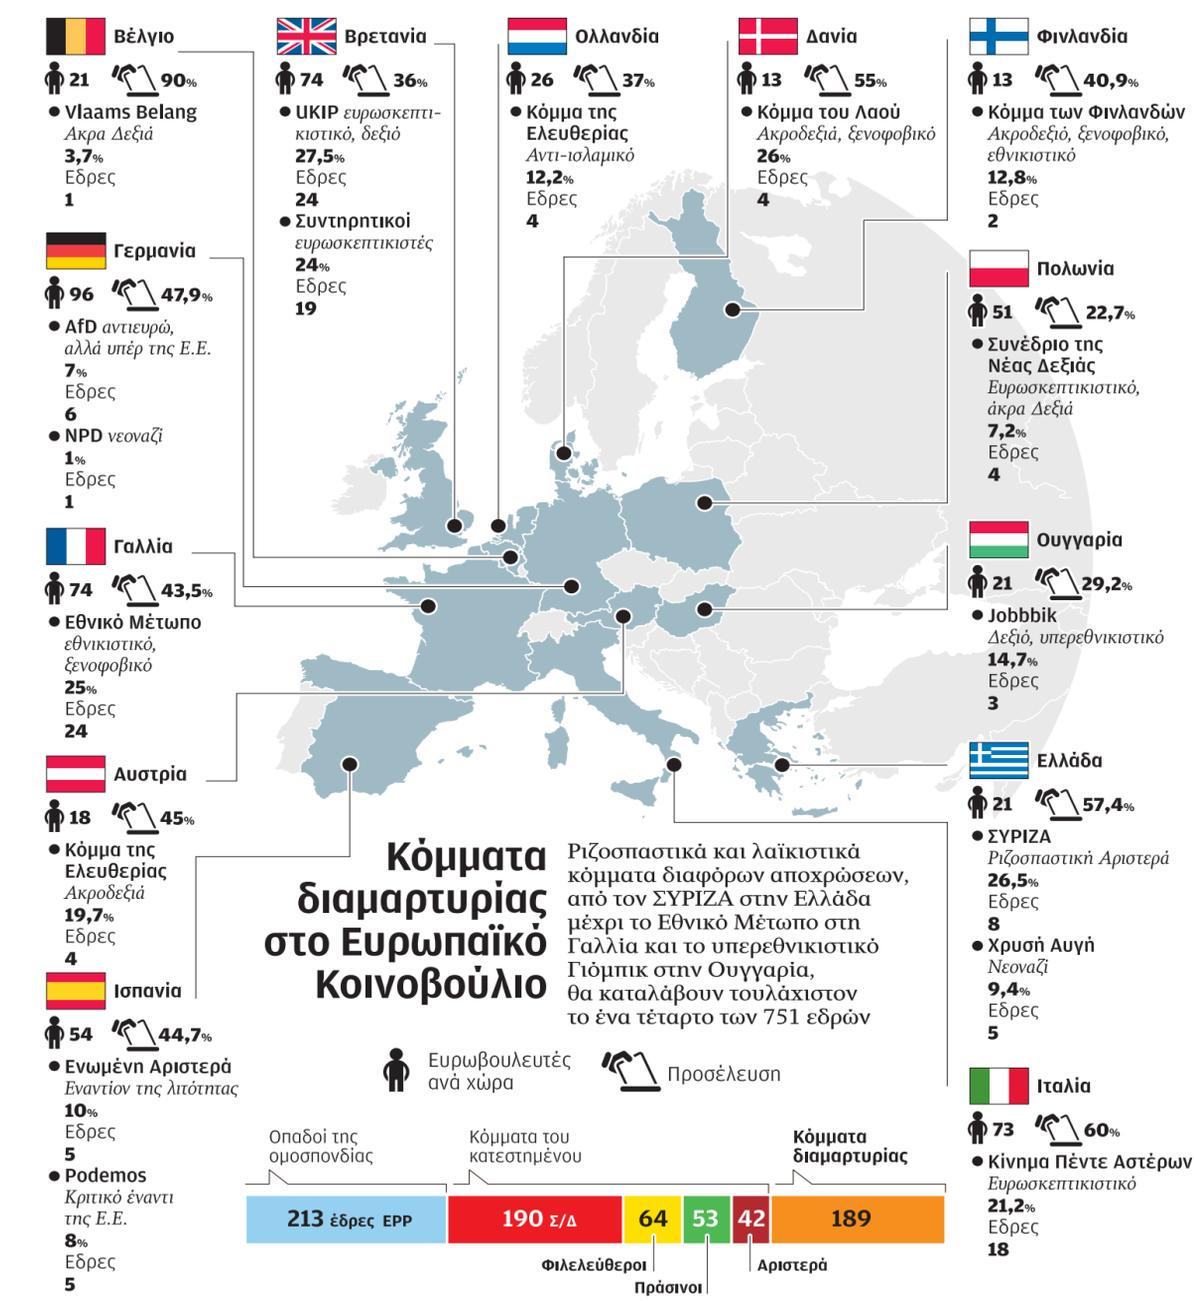 Βέλγιο
21 90%
● Vlaams Belang
Ακρα Δεξιά
3,7%
Εδρες
1
Γερμανία
96 47,9%
● AfD αντιευρώ,
αλλά υπέρ της Ε.Ε.
7%
Εδρες
6
● NPD νεοναζί
1%
Εδρες
1
Γαλλία
74 43,5%
● Εθνικό Μέτωπο
εθνικιστικό,
ξενοφοβικό
25%
Εδρες
24
Αυστρία
18 45%
● Κόμμα της
Ελευθερίας
Ακροδεξιά
19,7%
Εδρες
4
Ισπανία
54 44,7%
● Ενωμένη Αριστερά
Εναντίον της λιτότητας
10%
Εδρες
5
● Podemos
Κριτικό έναντι
της Ε.Ε.
8%
Εδρες
5
Βρετανία
74 36%
● UKIP ευρωσκεπτι-
κιστικό, δεξιό
27,5%
Εδρες
24
● Συντηρητικοί
ευρωσκεπτικιστές
24%
Εδρες
19
Ολλανδία
26 37%
● Κόμμα της
Ελευθερίας
Αντι-ισλαμικό
12,2%
Εδρες
4
Δανία
13 55%
● Κόμμα του Λαού
Ακροδεξιά, ξενοφοβικό
26%
Εδρες
4
Φινλανδία
13 40,9%
● Κόμμα των Φινλανδών
Ακροδεξιό, ξενοφοβικό,
εθνικιστικό
12,8%
Εδρες
2
Πολωνία
51 22,7%
● Συνέδριο της
Νέας Δεξιάς
Ευρωσκεπτικιστικό,
άκρα Δεξιά
7,2%
Εδρες
4
Ουγγαρία
21 29,2%
● Jobbbik
Δεξιό, υπερεθνικιστικό
14,7%
Εδρες
3
Ελλάδα
21 57,4%
● ΣΥΡΙΖΑ
Ριζοσπαστική Αριστερά
26,5%
Εδρες
8
● Χρυσή Αυγή
Νεοναζί
9,4%
Εδρες
5
Ιταλία
73 60%
● Κίνημα Πέντε Αστέρων
Ευρωσκεπτικιστικό
21,2%
Εδρες
18
Κόμματα
διαμαρτυρίας
στο Ευρωπαϊκό
Κοινοβούλιο
Ριζοσπαστικά και λαϊκιστικά
κόμματα διαφόρων αποχρώσεων,
από τον ΣΥΡΙΖΑ στην Ελλάδα
μέχρι το Εθνικό Μέτωπο στη
Γαλλία και το υπερεθνικιστικό
Γιόμπικ στην Ουγγαρία,
θα καταλάβουν τουλάχιστον
το ένα τέταρτο των 751 εδρών
Ευρωβουλευτές
ανά χώρα
Προσέλευση
Οπαδοί της
ομοσπονδίας
Κόμματα του
κατεστημένου
Κόμματα
διαμαρτυρίας
213 έδρες EPP 190 Σ/Δ 64 53 42 189
Φιλελεύθεροι
Αριστερά
Πράσινοι